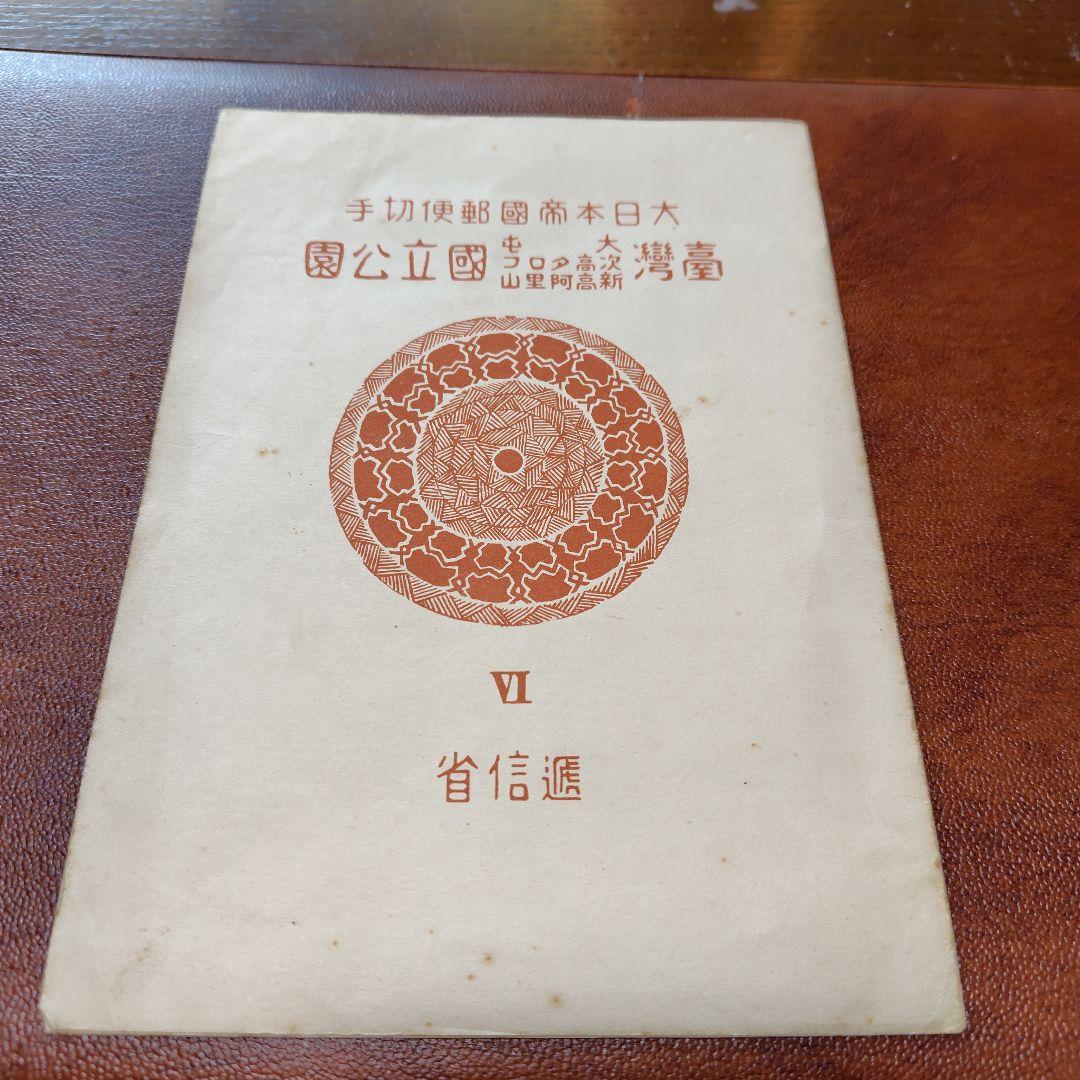 大日本帝國郵便切手
臺灣大屯次高タロコ新高阿里山國立公園
VI
遞信省